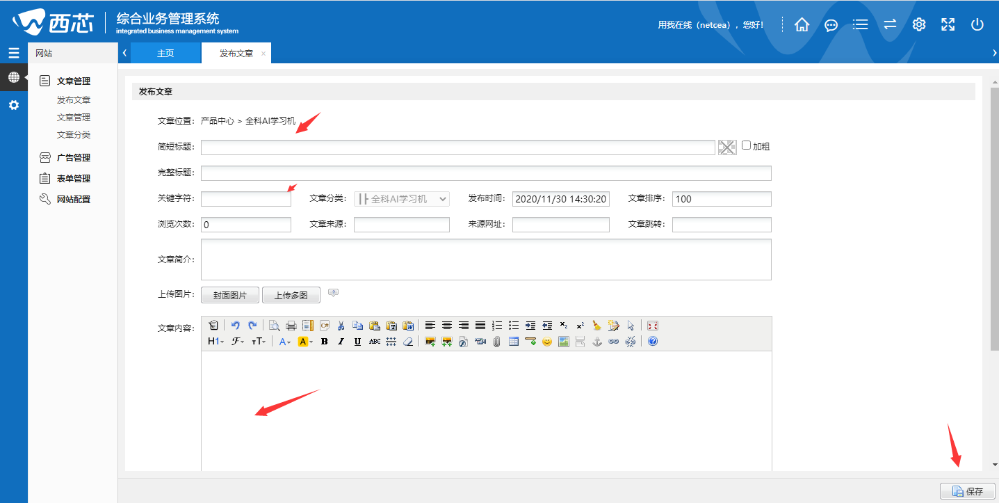 西芯 综合业务管理系统
integrated business management system
用我在线（netcea），您好！
网站
主页
发布文章 ×
文章管理
发布文章
文章管理
文章分类
广告管理
表单管理
网站配置
发布文章
文章位置: 产品中心 > 全科AI学习机
简短标题: 加粗
完整标题:
关键字符: 文章分类: ┃┠ 全科AI学习机 发布时间: 2020/11/30 14:30:20 文章排序: 100
浏览次数: 0 文章来源: 来源网址: 文章跳转:
文章简介:
上传图片: 封面图片 上传多图
文章内容:
H1 F TT A A B I U ABC
保存